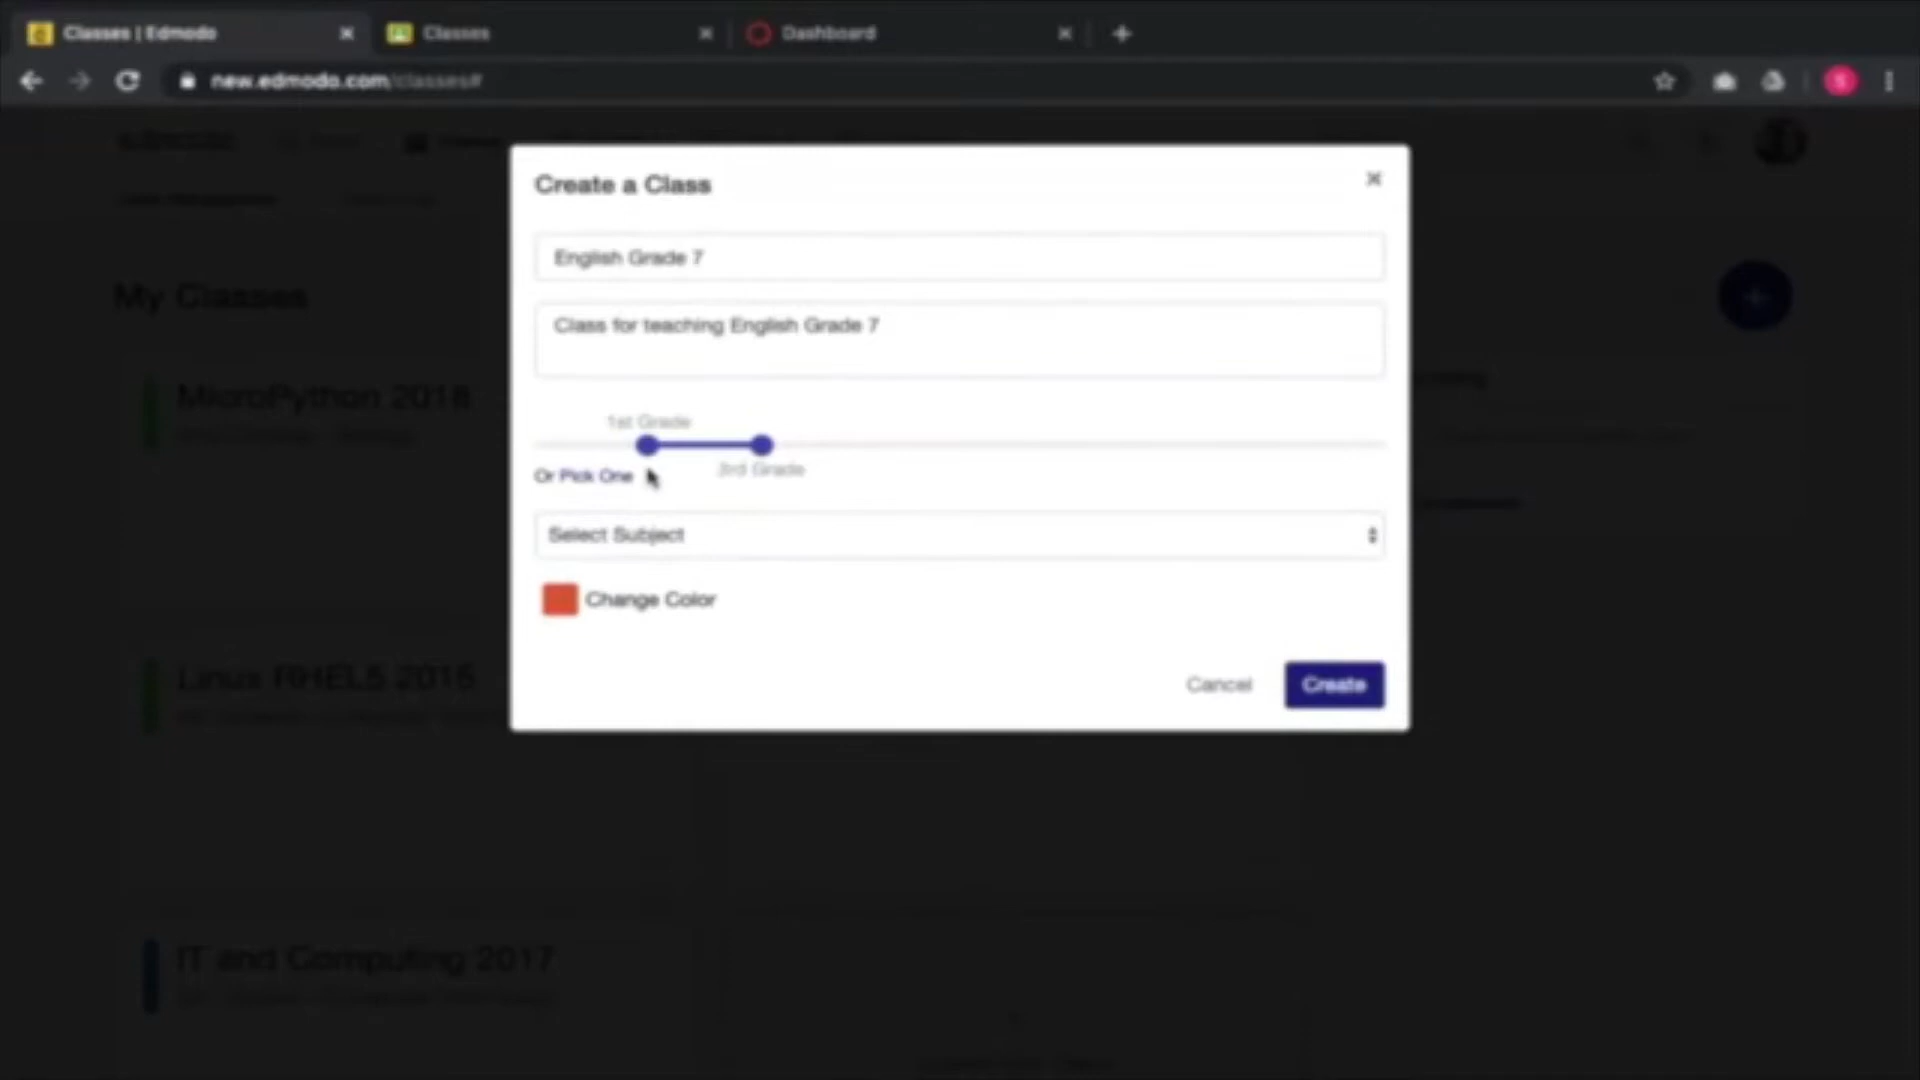 Classes | Edmodo
Classes
Dashboard
new.edmodo.com/classes#
S
Create a Class
English Grade 7
My Classes
Class for teaching English Grade 7
MicroPython 2018
1st Grade
Or Pick One
3rd Grade
Select Subject
Change Color
Linux RHEL5 2015
Cancel
Create
IT and Computing 2017